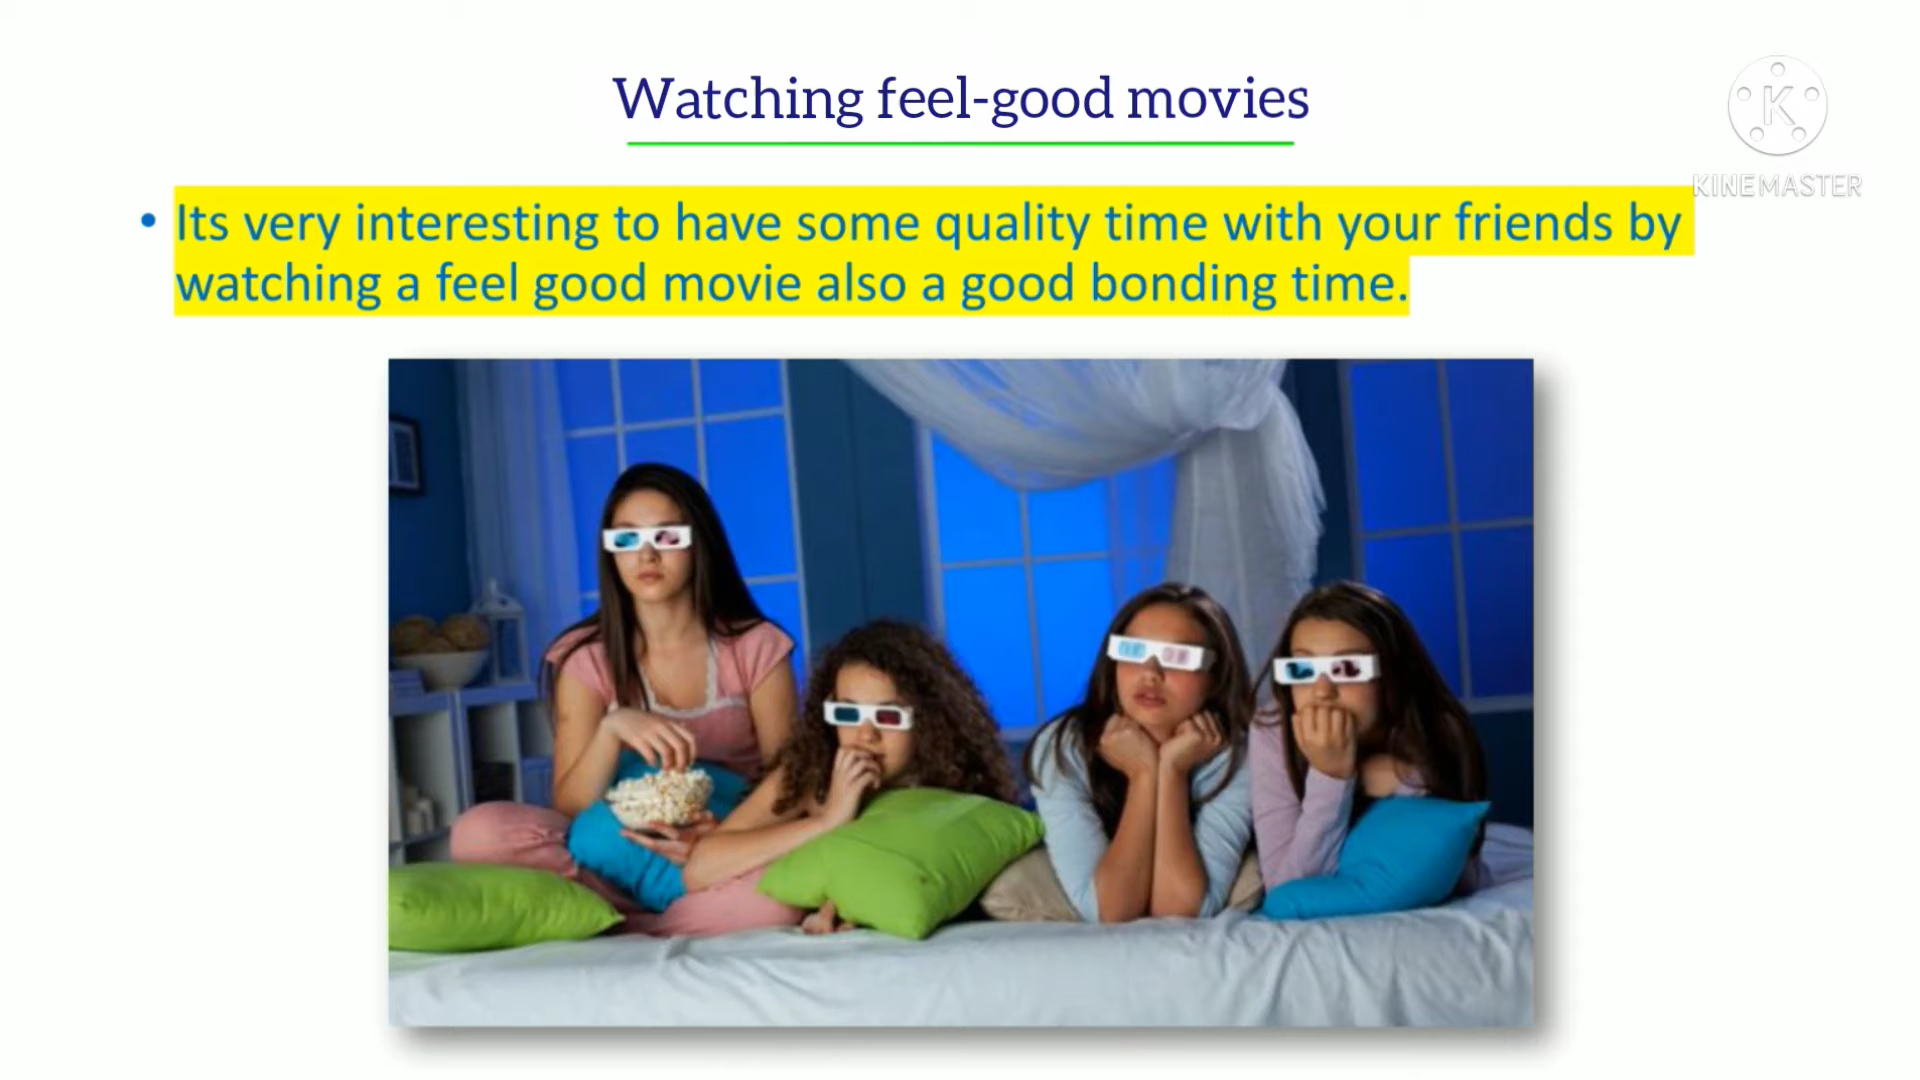 Watching feel-good movies
K
KINEMASTER
• Its very interesting to have some quality time with your friends by
watching a feel good movie also a good bonding time.